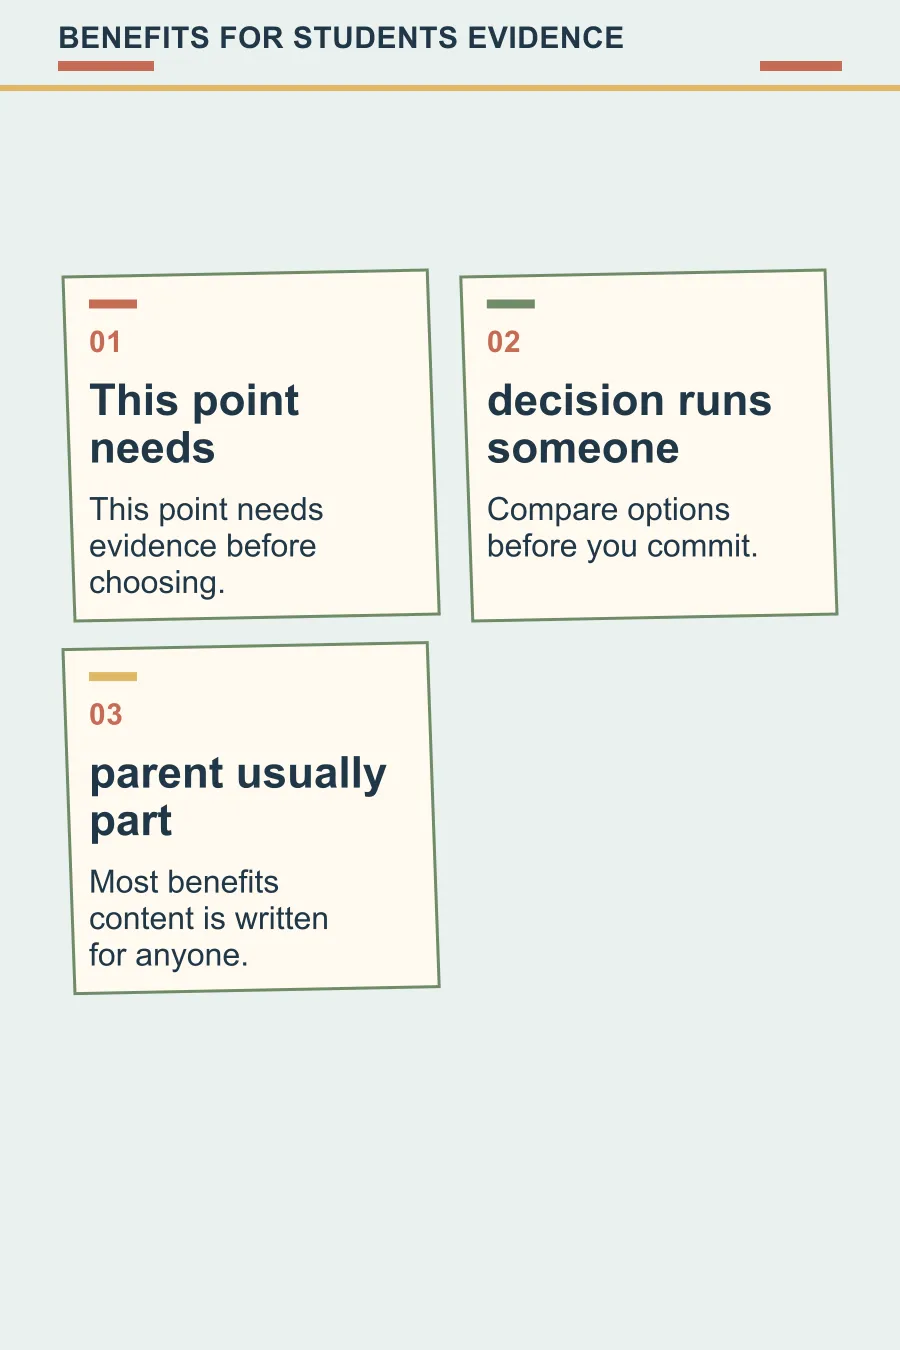 BENEFITS FOR STUDENTS EVIDENCE
01
This point
needs
This point needs
evidence before
choosing.
02
decision runs
someone
Compare options
before you commit.
03
parent usually
part
Most benefits
content is written
for anyone.